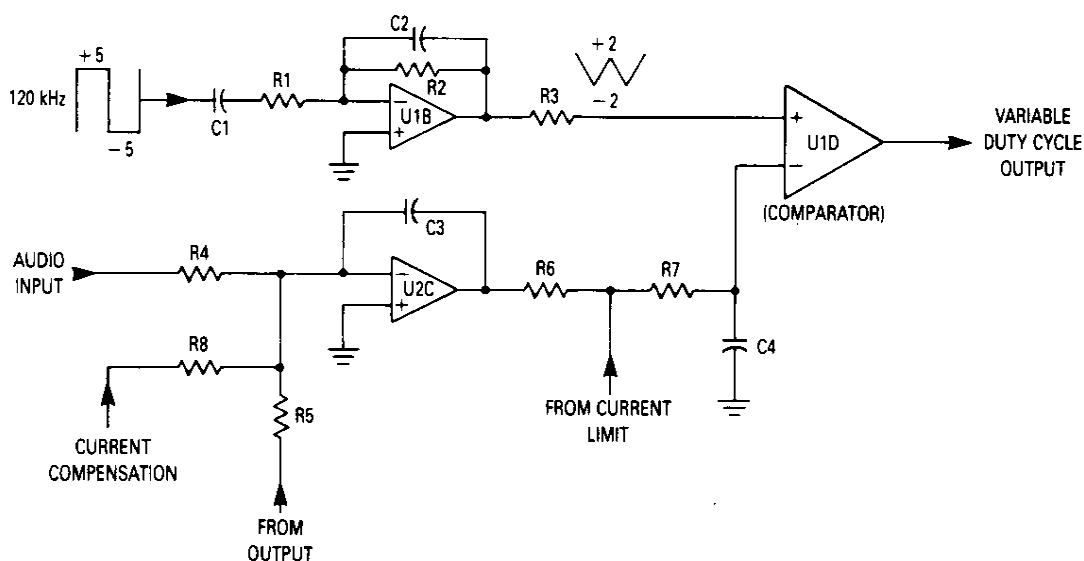 C2
+ 5
+ 2
R1
R2
R3
120 kHz
C1
−
U1B
+
− 2
− 5
+
U1D
−
VARIABLE
DUTY CYCLE
OUTPUT
(COMPARATOR)
C3
AUDIO
INPUT
R4
−
U2C
+
R6
R7
R8
C4
R5
FROM CURRENT
LIMIT
CURRENT
COMPENSATION
FROM
OUTPUT